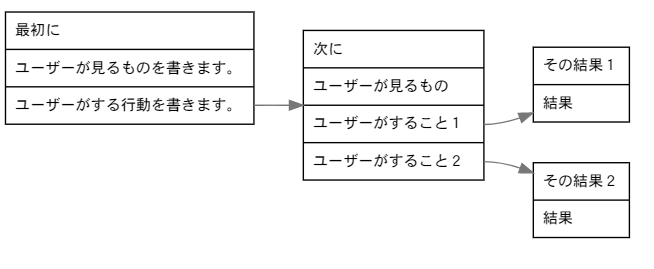 最初に
ユーザーが見るものを書きます。
ユーザーがする行動を書きます。
次に
ユーザーが見るもの
ユーザーがすること1
ユーザーがすること2
その結果1
結果
その結果2
結果